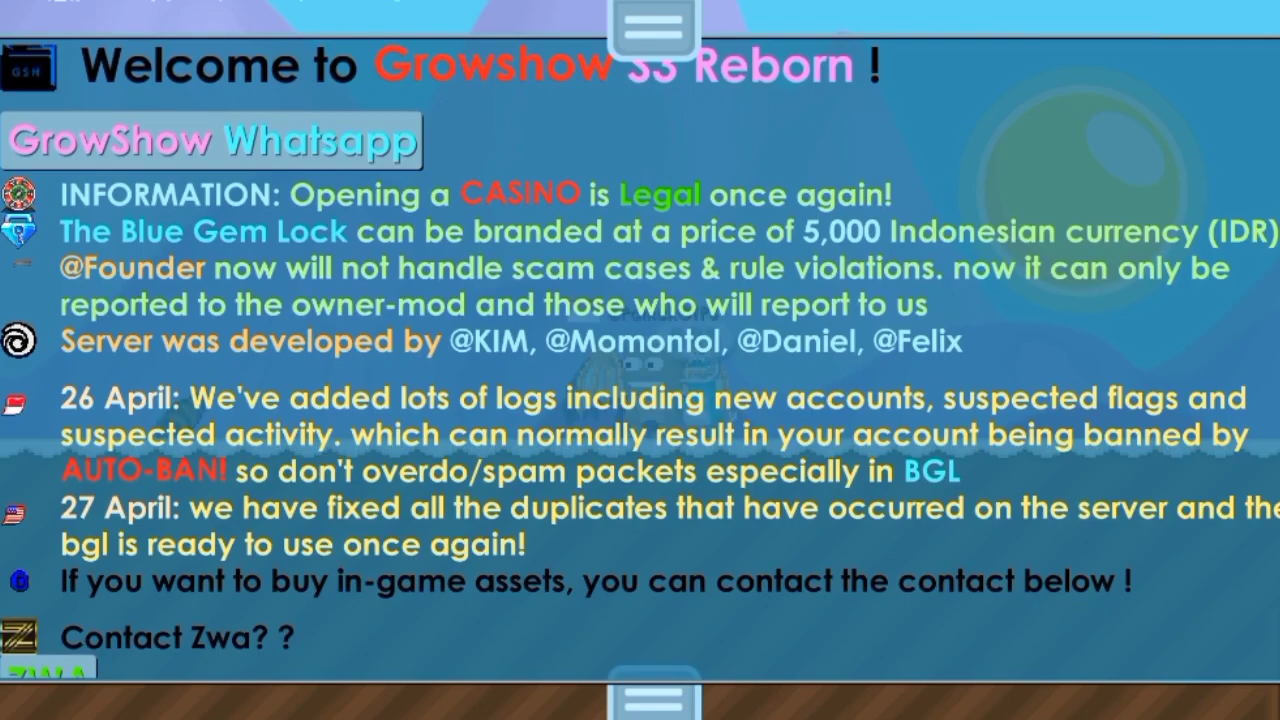 GSH Welcome to Growshow S3 Reborn !
GrowShow Whatsapp
INFORMATION: Opening a CASINO is Legal once again!
The Blue Gem Lock can be branded at a price of 5,000 Indonesian currency (IDR)
@Founder now will not handle scam cases & rule violations. now it can only be
reported to the owner-mod and those who will report to us
Server was developed by @KIM, @Momontol, @Daniel, @Felix
26 April: We've added lots of logs including new accounts, suspected flags and
suspected activity. which can normally result in your account being banned by
AUTO-BAN! so don't overdo/spam packets especially in BGL
27 April: we have fixed all the duplicates that have occurred on the server and the
bgl is ready to use once again!
If you want to buy in-game assets, you can contact the contact below !
Contact Zwa? ?
ZWA